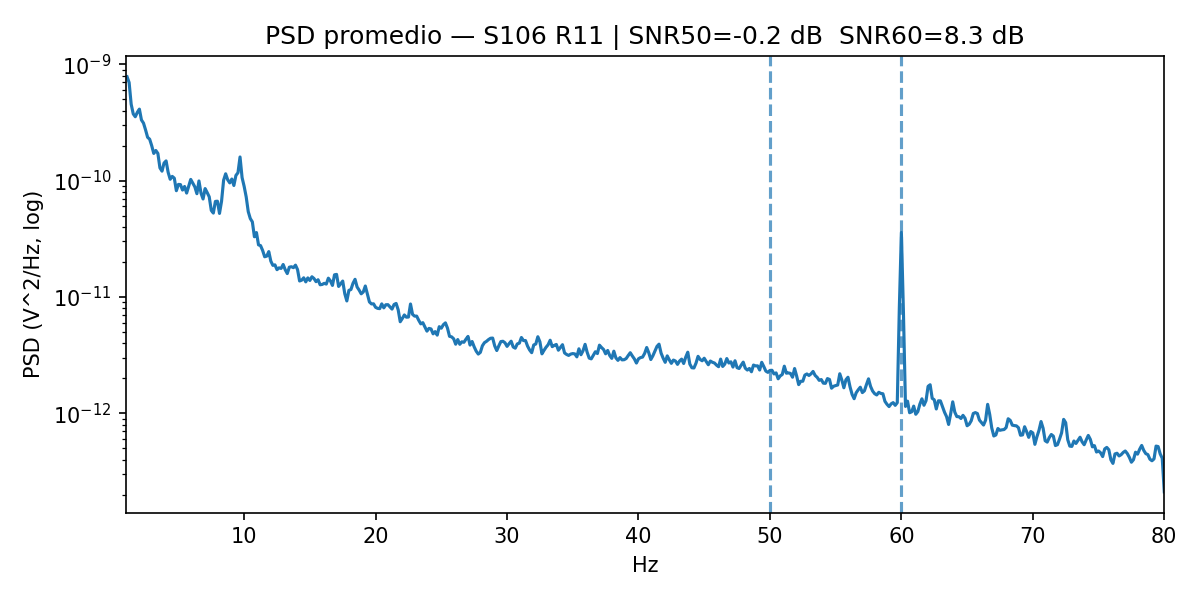 PSD promedio — S106 R11 | SNR50=-0.2 dB  SNR60=8.3 dB
PSD (V^2/Hz, log)
10⁻⁹
10⁻¹⁰
10⁻¹¹
10⁻¹²
10 20 30 40 50 60 70 80
Hz